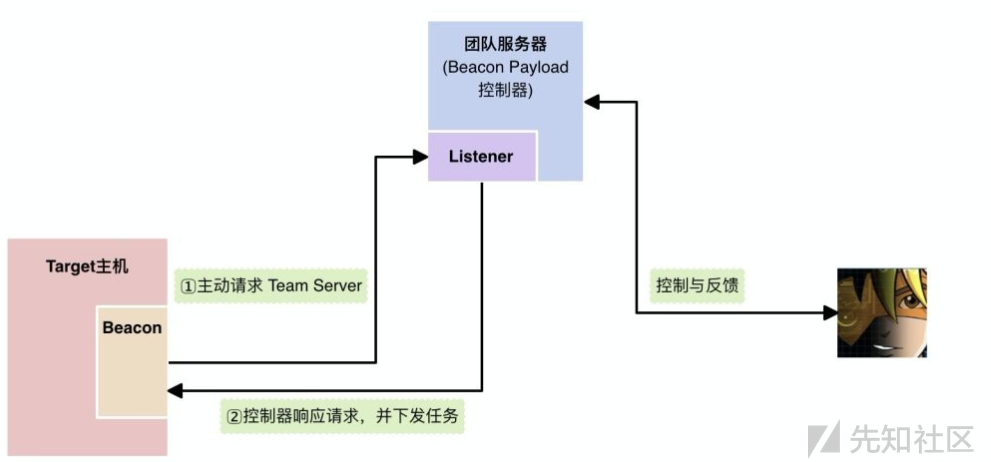 团队服务器
(Beacon Payload
控制器)
Listener
Target主机
①主动请求 Team Server
控制与反馈
Beacon
②控制器响应请求，并下发任务
先知社区